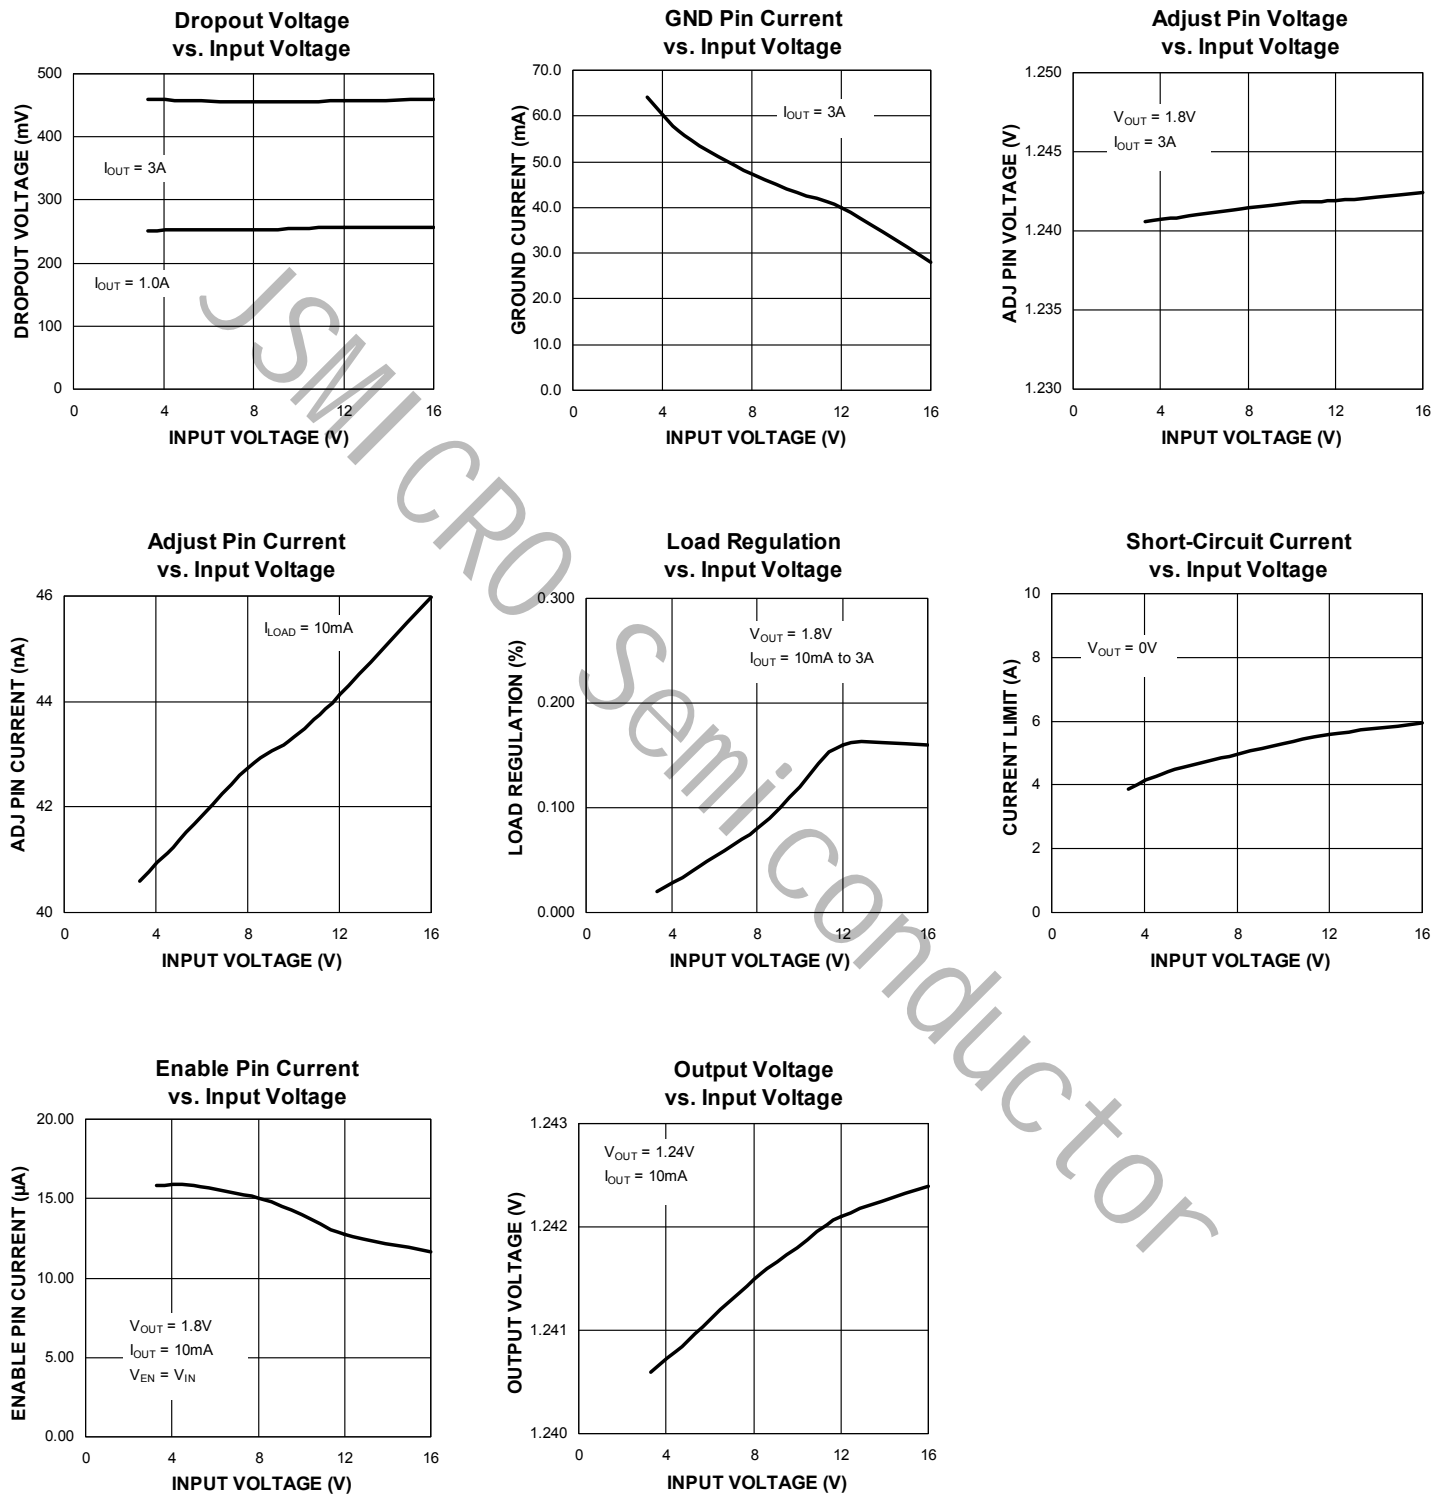 Dropout Voltage
vs. Input Voltage
500
400
300
200
100
0
DROPOUT VOLTAGE (mV)
IOUT = 3A
IOUT = 1.0A
0 4 8 12 16
INPUT VOLTAGE (V)
GND Pin Current
vs. Input Voltage
70.0
60.0
50.0
40.0
30.0
20.0
10.0
0.0
GROUND CURRENT (mA)
IOUT = 3A
0 4 8 12 16
INPUT VOLTAGE (V)
Adjust Pin Voltage
vs. Input Voltage
1.250
1.245
1.240
1.235
1.230
ADJ PIN VOLTAGE (V)
VOUT = 1.8V
IOUT = 3A
0 4 8 12 16
INPUT VOLTAGE (V)
Adjust Pin Current
vs. Input Voltage
46
44
42
40
ADJ PIN CURRENT (nA)
ILOAD = 10mA
0 4 8 12 16
INPUT VOLTAGE (V)
Load Regulation
vs. Input Voltage
0.300
0.200
0.100
0.000
LOAD REGULATION (%)
VOUT = 1.8V
IOUT = 10mA to 3A
0 4 8 12 16
INPUT VOLTAGE (V)
Short-Circuit Current
vs. Input Voltage
10
8
6
4
2
0
CURRENT LIMIT (A)
VOUT = 0V
0 4 8 12 16
INPUT VOLTAGE (V)
Enable Pin Current
vs. Input Voltage
20.00
15.00
10.00
5.00
0.00
ENABLE PIN CURRENT (µA)
VOUT = 1.8V
IOUT = 10mA
VEN = VIN
0 4 8 12 16
INPUT VOLTAGE (V)
Output Voltage
vs. Input Voltage
1.243
1.242
1.241
1.240
OUTPUT VOLTAGE (V)
VOUT = 1.24V
IOUT = 10mA
0 4 8 12 16
INPUT VOLTAGE (V)
JSMICRO Semiconductor